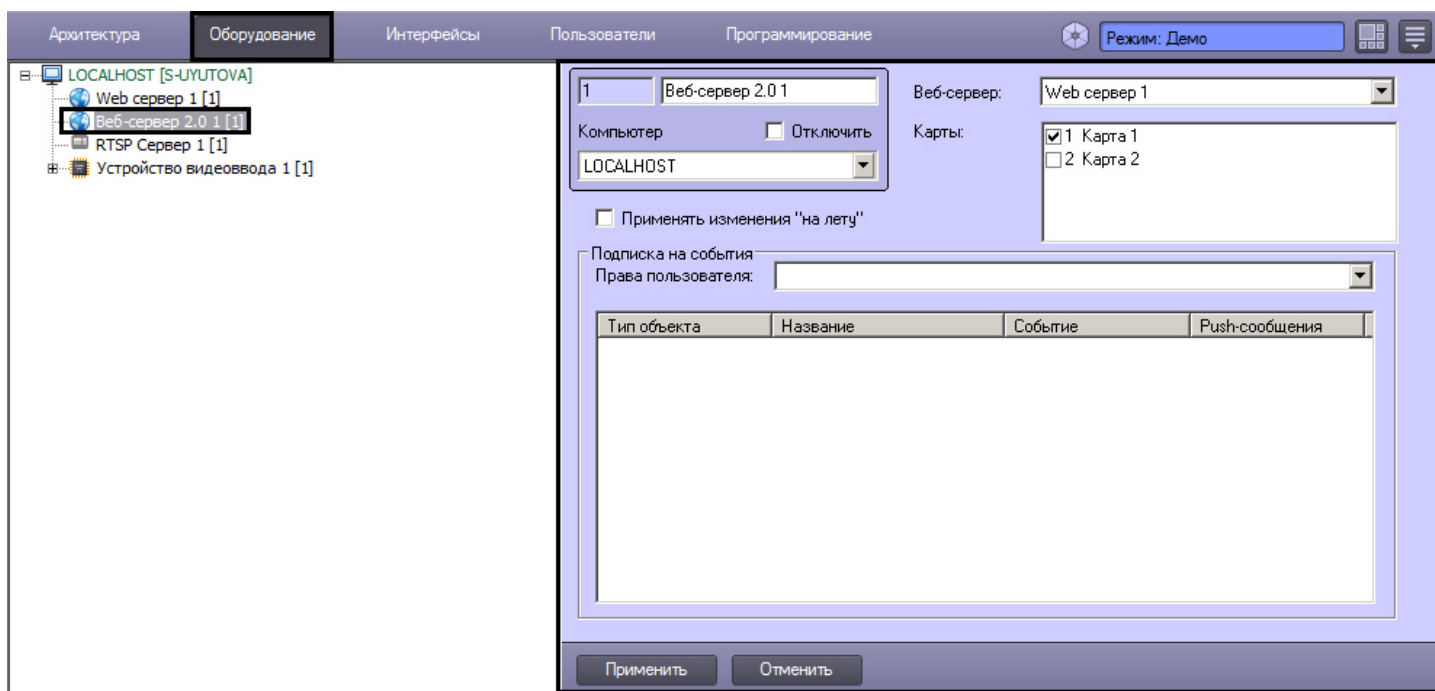 Архитектура Оборудование Интерфейсы Пользователи Программирование Режим: Демо
LOCALHOST [S-UYUTOVA]
Web сервер 1 [1]
Веб-сервер 2.0 1 [1]
RTSP Сервер 1 [1]
Устройство видеоввода 1 [1]
1 Веб-сервер 2.0 1
Компьютер Отключить
LOCALHOST
Применять изменения "на лету"
Веб-сервер: Web сервер 1
Карты: 1 Карта 1
2 Карта 2
Подписка на события
Права пользователя:
Тип объекта Название Событие Push-сообщения
Применить Отменить